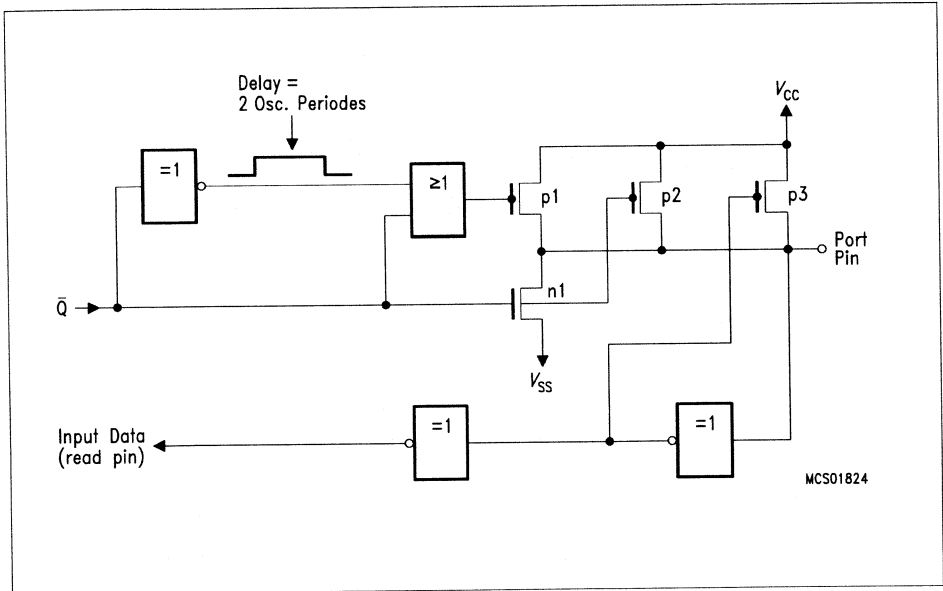 Delay =
2 Osc. Periodes
V_CC
=1
≥1
p1
p2
p3
Port
Pin
Q̄
n1
V_SS
Input Data
(read pin)
=1
=1
MCS01824